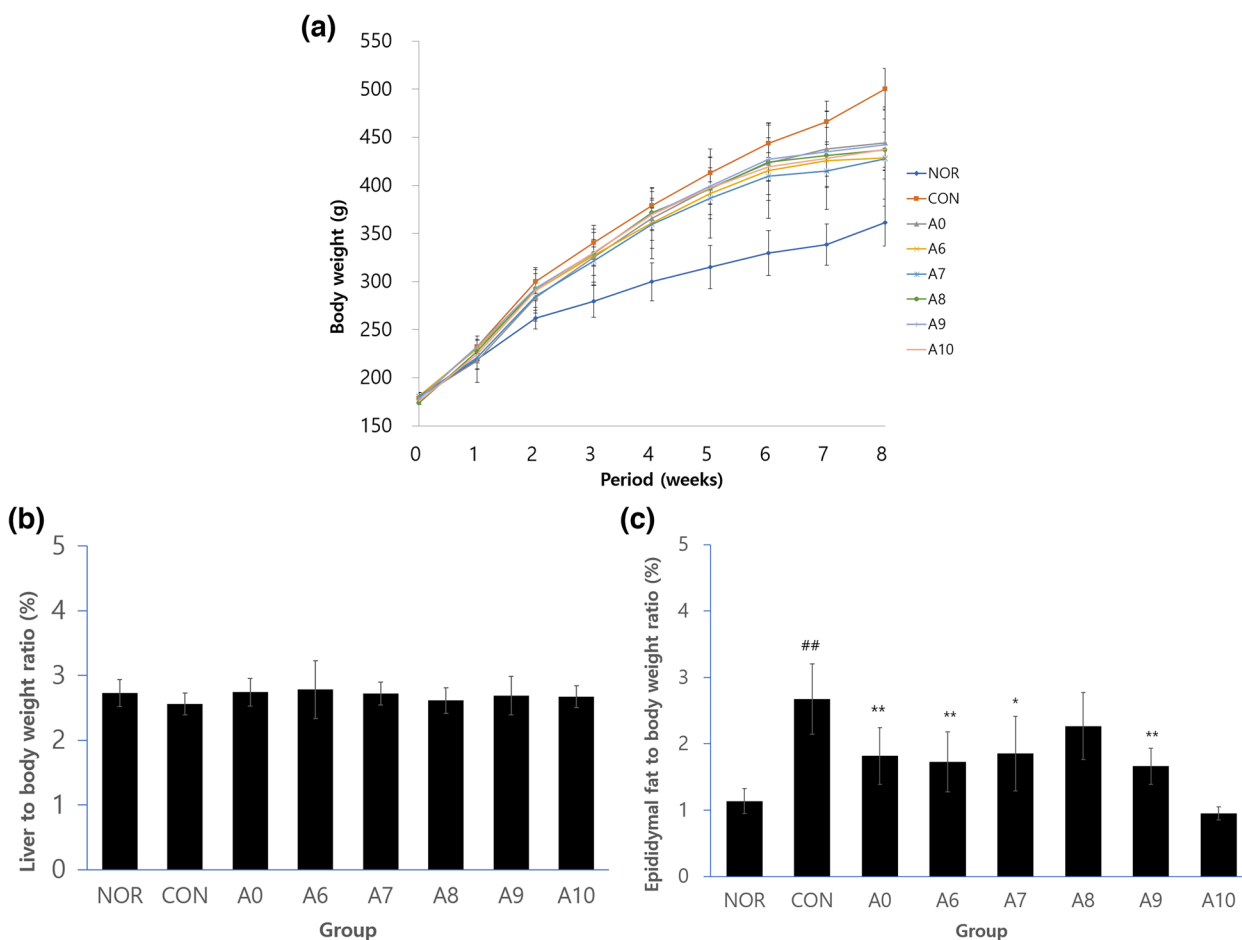 (a)
550
500
450
400
350
300
250
200
150
Body weight (g)
0 1 2 3 4 5 6 7 8
Period (weeks)
NOR
CON
A0
A6
A7
A8
A9
A10
(b)
5
4
3
2
1
0
Liver to body weight ratio (%)
NOR CON A0 A6 A7 A8 A9 A10
Group
(c)
5
4
3
2
1
0
Epididymal fat to body weight ratio (%)
##
** ** * **
NOR CON A0 A6 A7 A8 A9 A10
Group